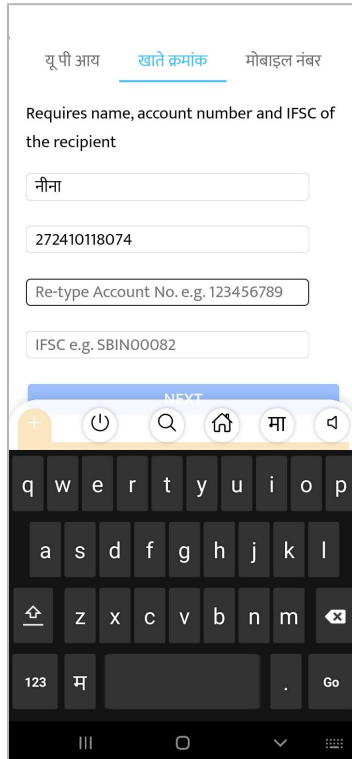 यू पी आय खाते क्रमांक मोबाइल नंबर
Requires name, account number and IFSC of
the recipient
नीना
272410118074
Re-type Account No. e.g. 123456789
IFSC e.g. SBIN00082
NEXT
मा
q w e r t y u i o p
a s d f g h j k l
z x c v b n m
123 म . Go